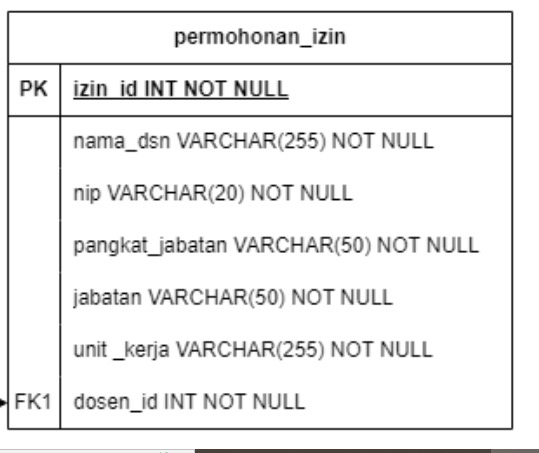 permohonan_izin
PK izin_id INT NOT NULL
nama_dsn VARCHAR(255) NOT NULL
nip VARCHAR(20) NOT NULL
pangkat_jabatan VARCHAR(50) NOT NULL
jabatan VARCHAR(50) NOT NULL
unit _kerja VARCHAR(255) NOT NULL
FK1 dosen_id INT NOT NULL